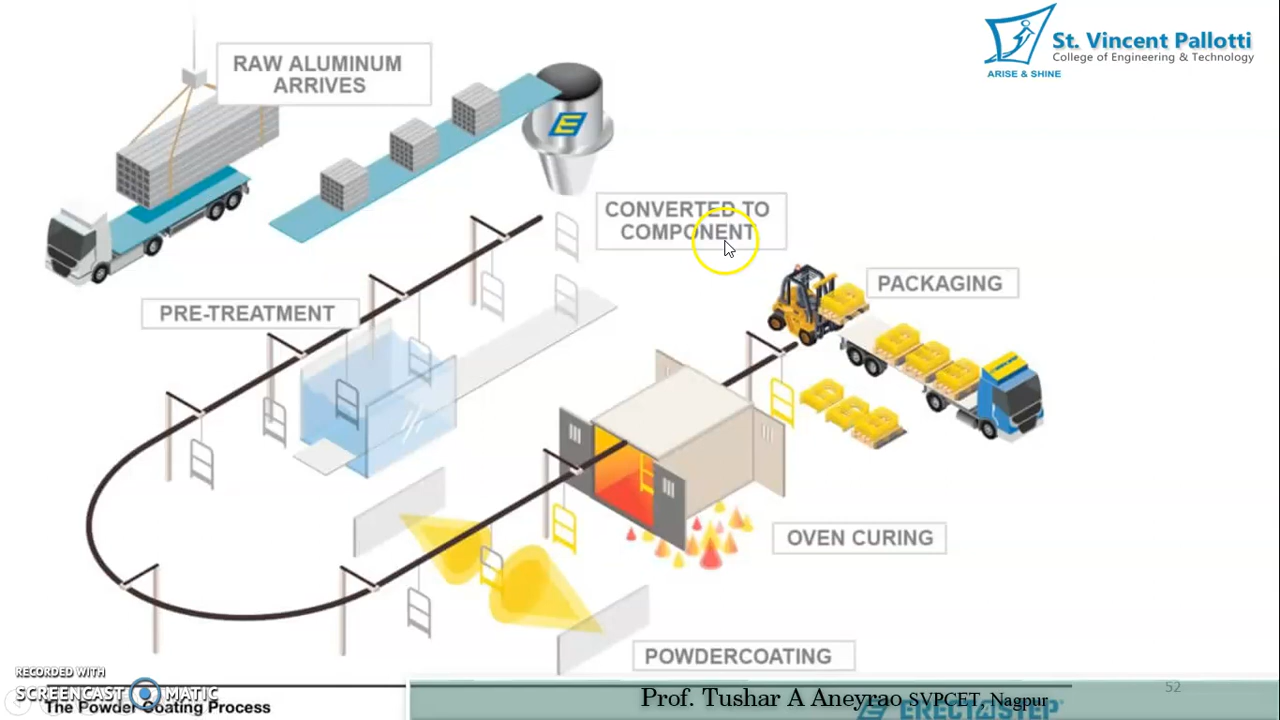 St. Vincent Pallotti
College of Engineering & Technology
ARISE & SHINE
RAW ALUMINUM
ARRIVES
E
CONVERTED TO
COMPONENT
PRE-TREATMENT
PACKAGING
OVEN CURING
POWDERCOATING
RECORDED WITH
SCREENCAST MATIC
The Powder Coating Process
Prof. Tushar A Aneyrao SVPCET, Nagpur
52
ERECTASTEP®